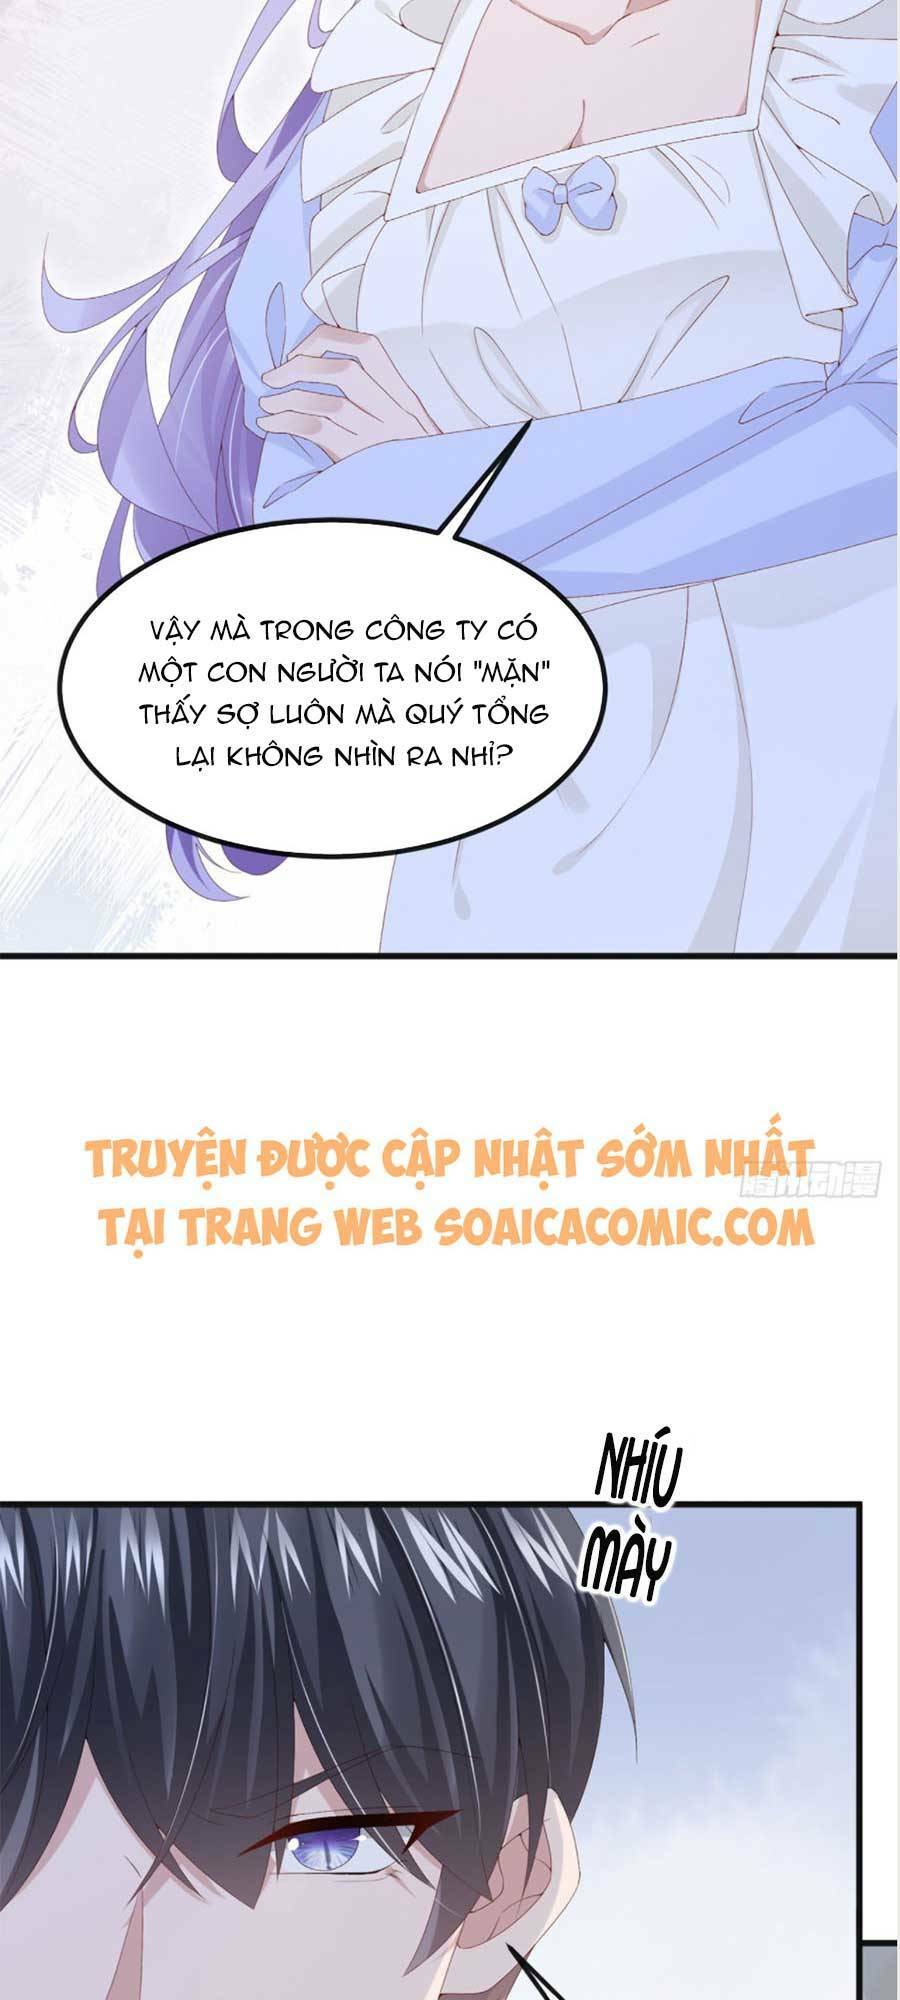 VẬY MÀ TRONG CÔNG TY CÓ
MỘT CON NGƯỜI TA NÓI "MẶN"
THẤY SỢ LUÔN MÀ QUÝ TỔNG
LẠI KHÔNG NHÌN RA NHỈ?
TRUYỆN ĐƯỢC CẬP NHẬT SỚM NHẤT
TẠI TRANG WEB SOAICACOMIC.COM
NHÍU
MÀY